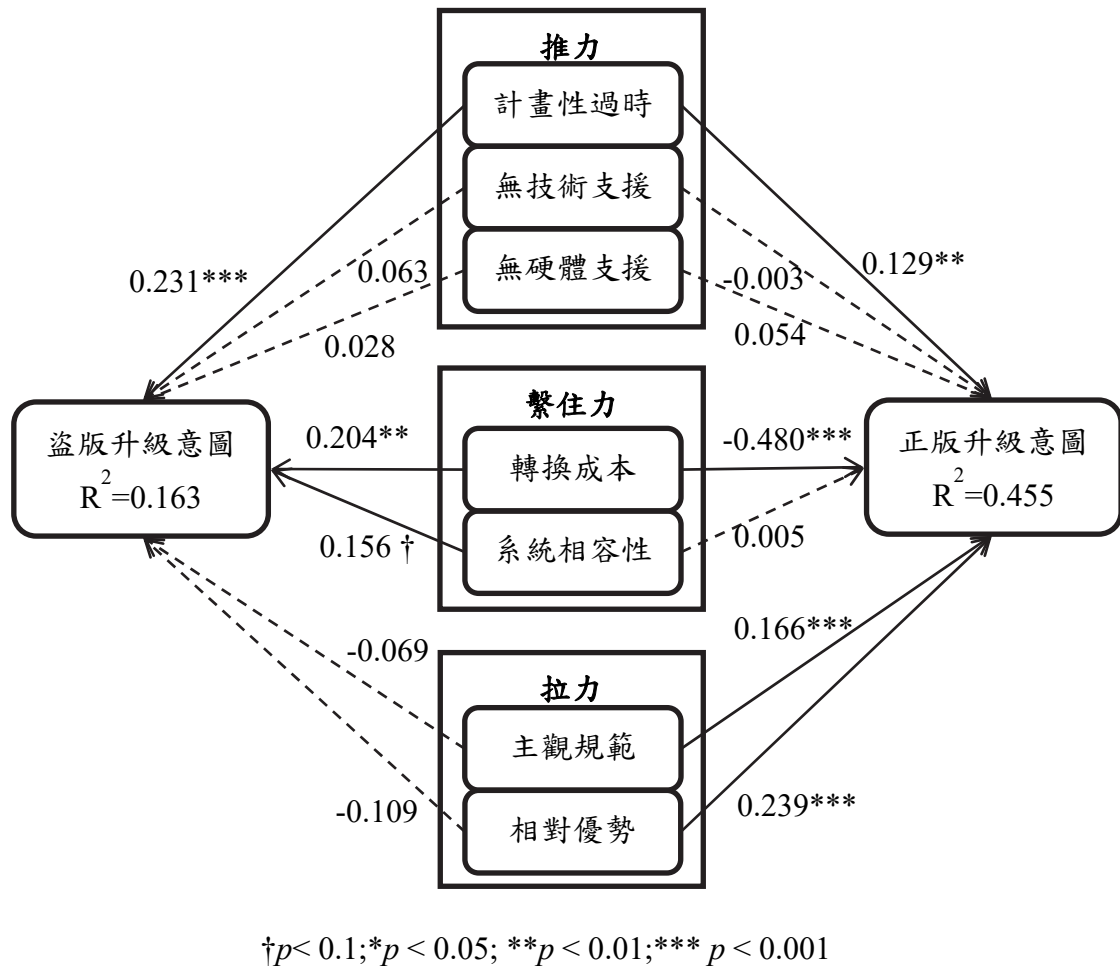 推力
計畫性過時
無技術支援
無硬體支援
0.231***
0.063
0.028
-0.003
0.129**
0.054
繫住力
轉換成本
系統相容性
盜版升級意圖
R²=0.163
0.204**
0.156 †
-0.480***
0.005
正版升級意圖
R²=0.455
拉力
主觀規範
相對優勢
-0.069
-0.109
0.166***
0.239***
†p< 0.1;*p < 0.05; **p < 0.01;*** p < 0.001